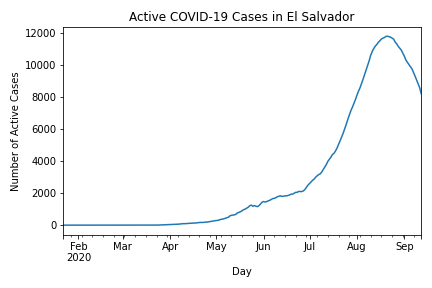 Active COVID-19 Cases in El Salvador
12000
10000
8000
6000
4000
2000
0
Number of Active Cases
Feb Mar Apr May Jun Jul Aug Sep
2020
Day